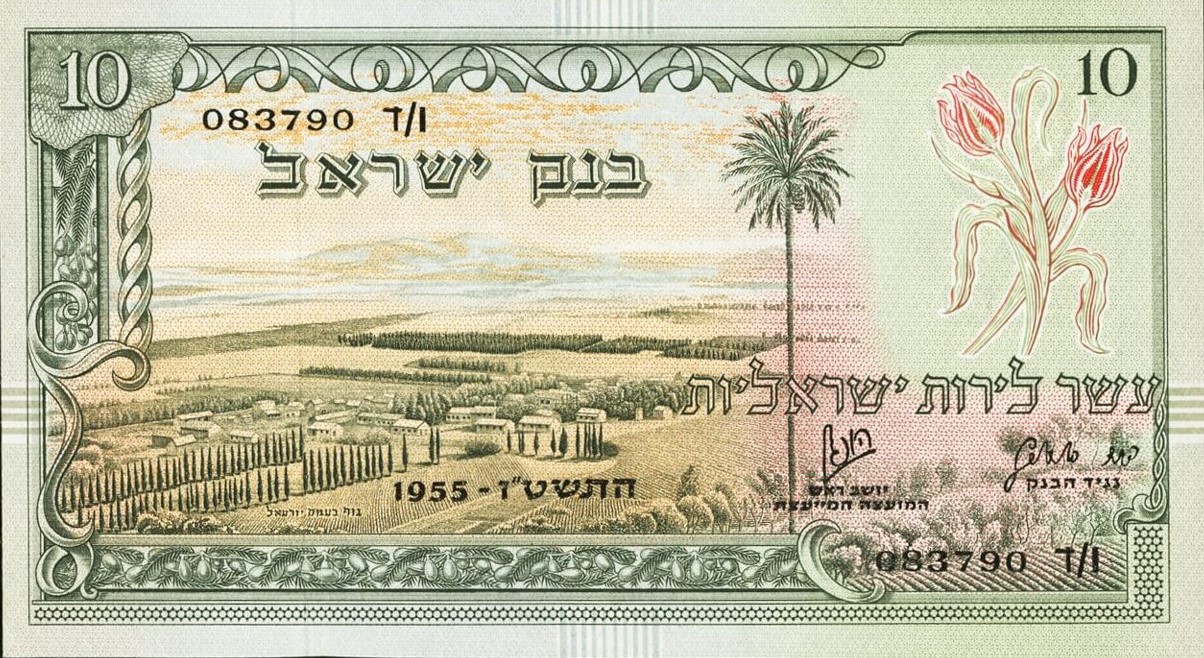 10
10
083790 ו/ד
בנק ישראל
עשר לירות ישראליות
יושב ראש
המועצה המייעצת
נגיד הבנק
התשט"ו - 1955
נוף בעמק יזרעאל
083790 ו/ד